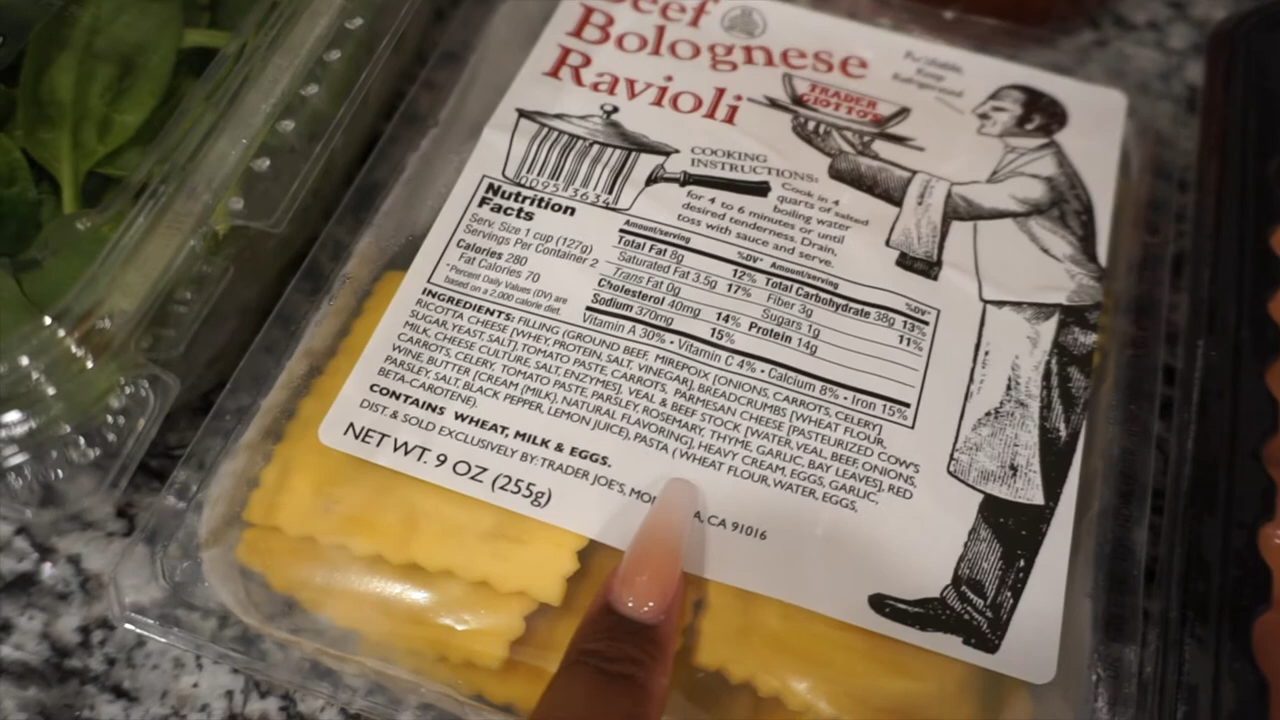 Beef
Bolognese
Ravioli
Perishable.
Keep
Refrigerated
TRADER
GIOTTO'S
00953634
COOKING
INSTRUCTIONS:
Cook in 4
quarts of salted
boiling water
for 4 to 6 minutes or until
desired tenderness. Drain,
toss with sauce and serve.
Nutrition
Facts
Serv. Size 1 cup (127g)
Servings Per Container 2
Calories 280
Fat Calories 70
*Percent Daily Values (DV) are
based on a 2,000 calorie diet.
Amount/serving %DV* Amount/serving %DV*
Total Fat 8g 12% Total Carbohydrate 38g 13%
Saturated Fat 3.5g 17% Fiber 3g 11%
Trans Fat 0g Sugars 1g
Cholesterol 40mg 14% Protein 14g
Sodium 370mg 15%
Vitamin A 30% • Vitamin C 4% • Calcium 8% • Iron 15%
INGREDIENTS: FILLING (GROUND BEEF, MIREPOIX [ONIONS, CARROTS, CELERY]
RICOTTA CHEESE [WHEY, PROTEIN, SALT, VINEGAR], BREADCRUMBS [WHEAT FLOUR,
SUGAR, YEAST, SALT], TOMATO PASTE, CARROTS, PARMESAN CHEESE [PASTEURIZED COW'S
MILK, CHEESE CULTURE, SALT, ENZYMES], VEAL & BEEF STOCK [WATER, VEAL, BEEF, ONIONS,
CARROTS, CELERY, TOMATO PASTE, PARSLEY, ROSEMARY, THYME, GARLIC, BAY LEAVES], RED
WINE, BUTTER {CREAM (MILK), NATURAL FLAVORING}, HEAVY CREAM, EGGS, GARLIC,
PARSLEY, SALT, BLACK PEPPER, LEMON JUICE), PASTA (WHEAT FLOUR, WATER, EGGS,
BETA-CAROTENE).
CONTAINS WHEAT, MILK & EGGS.
DIST. & SOLD EXCLUSIVELY BY: TRADER JOE'S, MO A, CA 91016
NET WT. 9 OZ (255g)